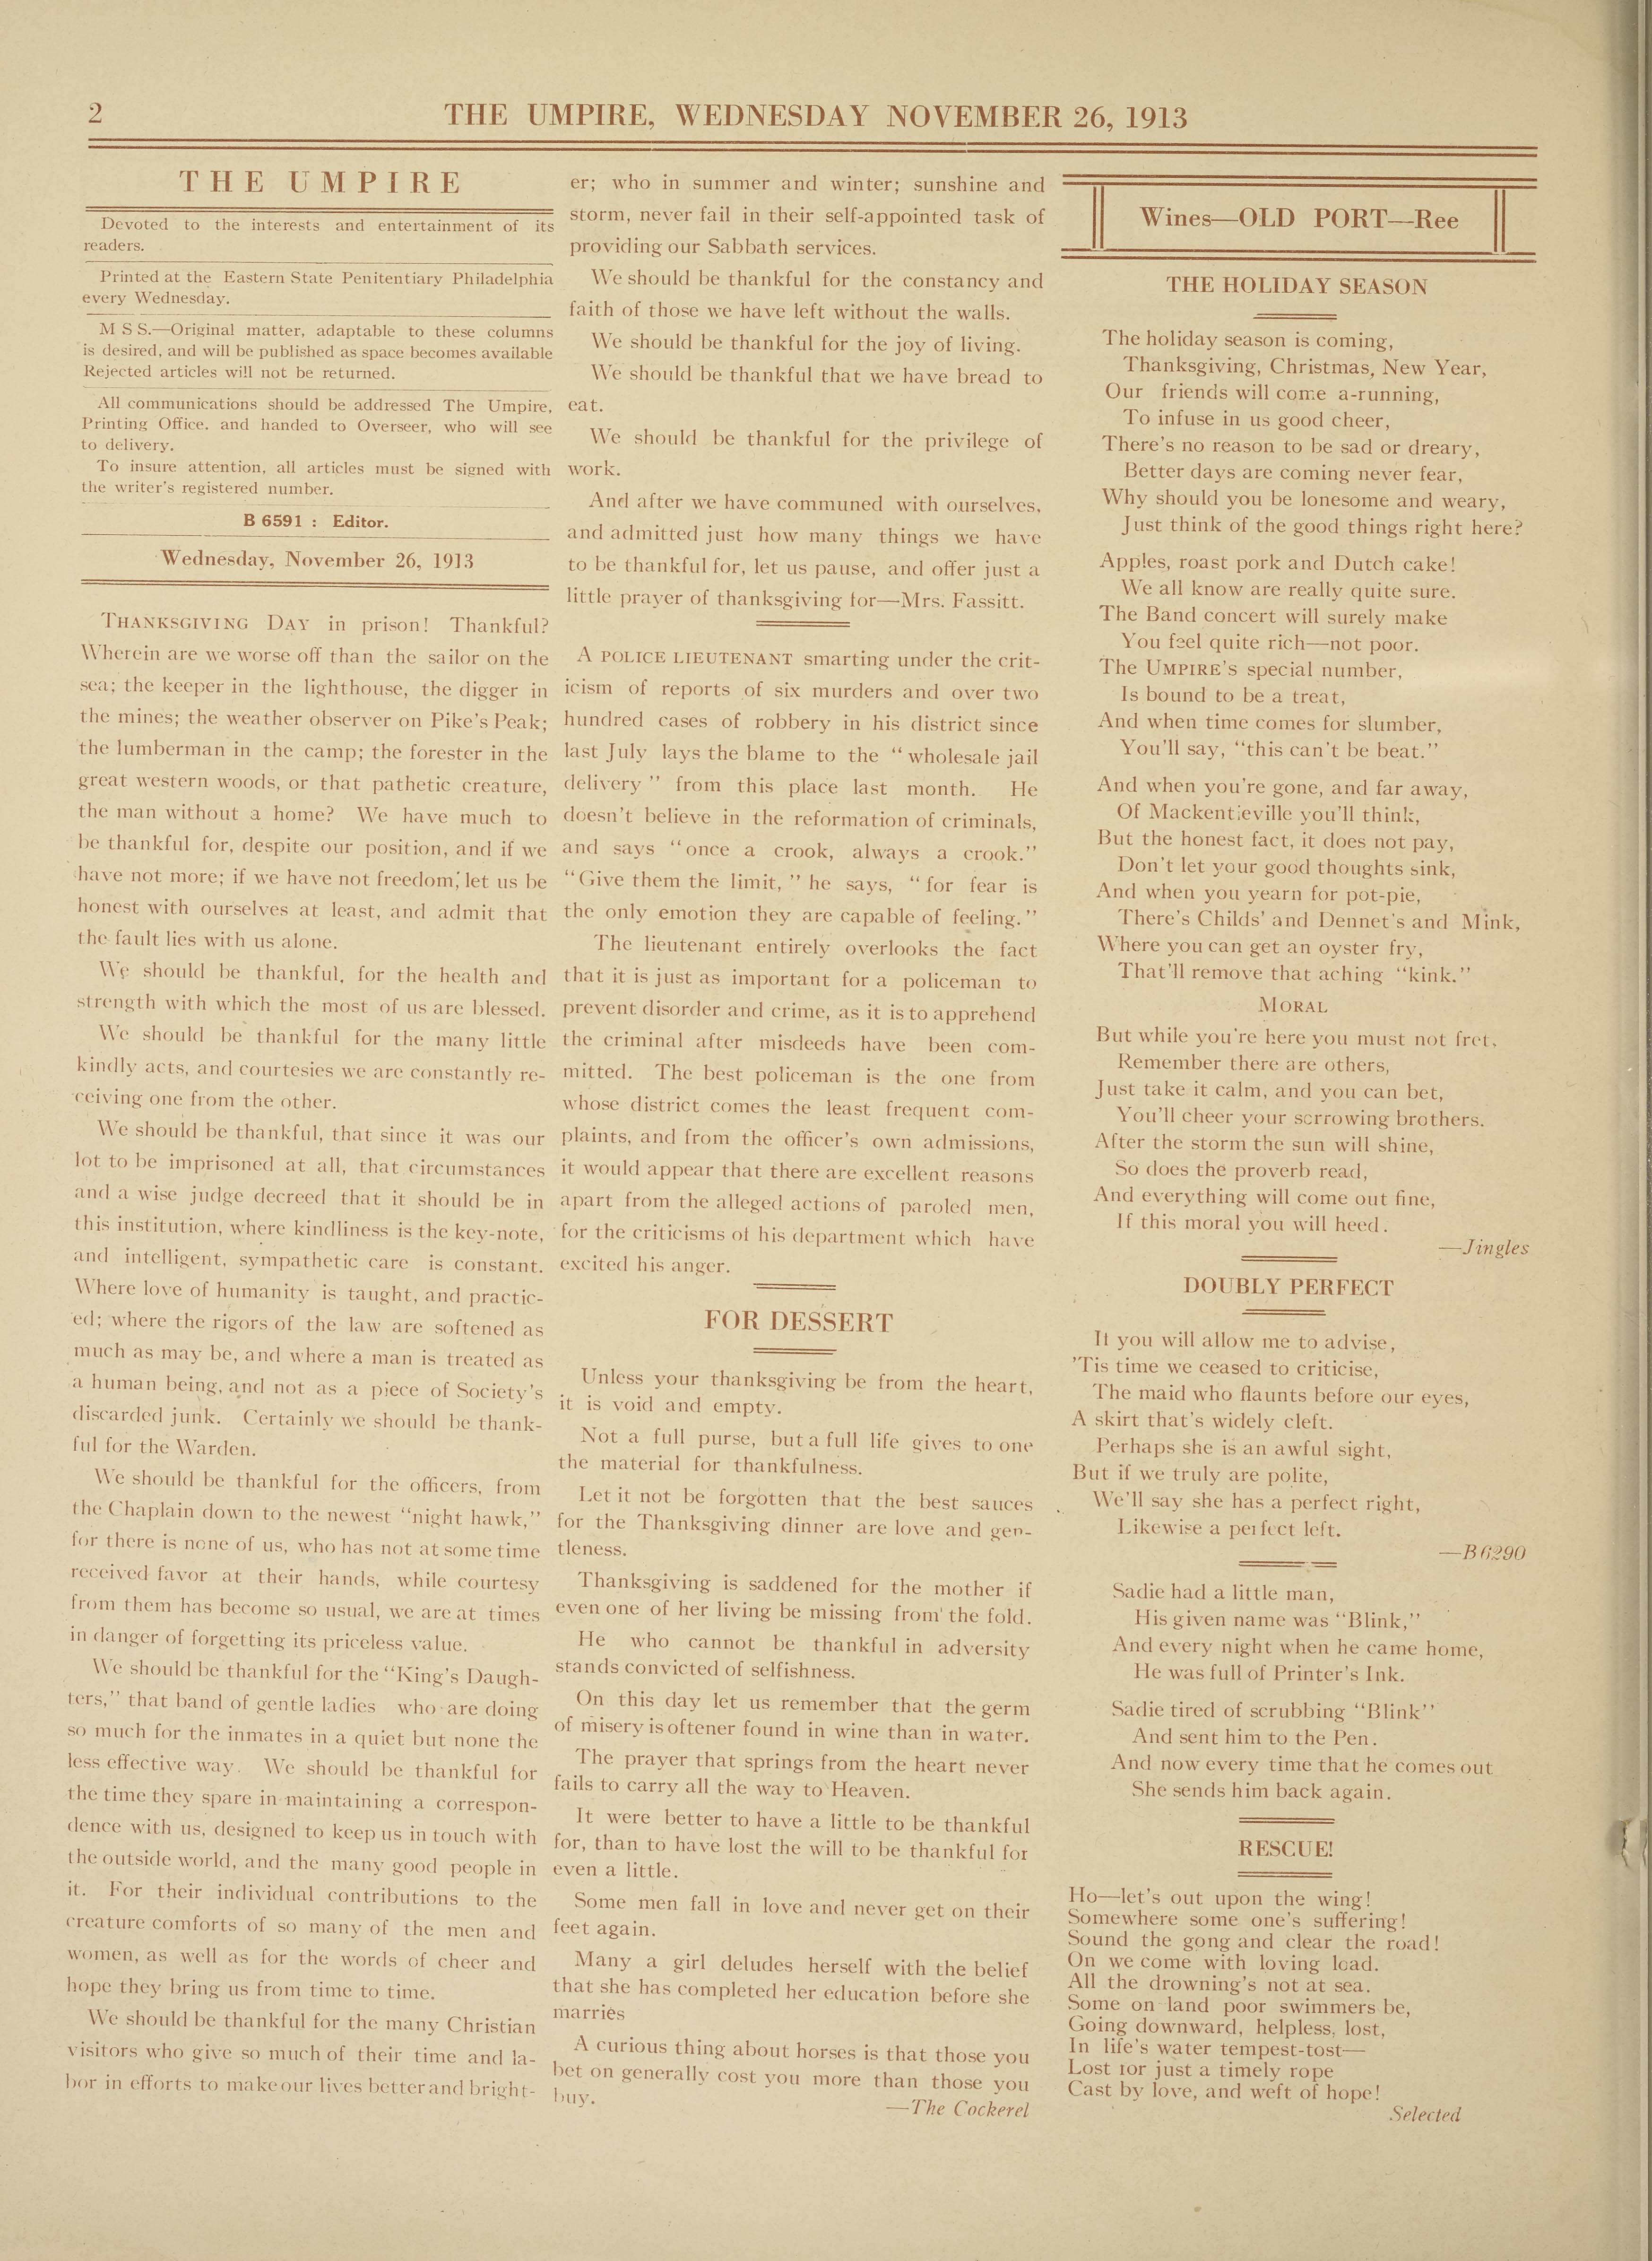 2
THE UMPIRE, WEDNESDAY NOVEMBER 26, 1913
THE UMPIRE
Devoted to the interests and entertainment of its
readers.
Printed at the Eastern State Penitentiary Philadelphia
every Wednesday.
M S S.—Original matter, adaptable to these columns
is desired, and will be published as space becomes available
Rejected articles will not be returned.
All communications should be addressed The Umpire,
Printing Office. and handed to Overseer, who will see
to delivery.
To insure attention, all articles must be signed with
the writer's registered number.
B 6591 : Editor.
Wednesday, November 26, 1913
THANKSGIVING DAY in prison! Thankful?
Wherein are we worse off than the sailor on the
sea; the keeper in the lighthouse, the digger in
the mines; the weather observer on Pike's Peak;
the lumberman in the camp; the forester in the
great western woods, or that pathetic creature,
the man without a home? We have much to
be thankful for, despite our position, and if we
have not more; if we have not freedom, let us be
honest with ourselves at least, and admit that
the fault lies with us alone.
We should be thankful, for the health and
strength with which the most of us are blessed.
We should be thankful for the many little
kindly acts, and courtesies we are constantly re-
ceiving one from the other.
We should be thankful, that since it was our
lot to be imprisoned at all, that circumstances
and a wise judge decreed that it should be in
this institution, where kindliness is the key-note,
and intelligent, sympathetic care is constant.
Where love of humanity is taught, and practic-
ed; where the rigors of the law are softened as
much as may be, and where a man is treated as
a human being, and not as a piece of Society's
discarded junk. Certainly we should be thank-
ful for the Warden.
We should be thankful for the officers, from
the Chaplain down to the newest "night hawk,"
for there is none of us, who has not at some time
received favor at their hands, while courtesy
from them has become so usual, we are at times
in danger of forgetting its priceless value.
We should be thankful for the "King's Daugh-
ters," that band of gentle ladies who are doing
so much for the inmates in a quiet but none the
less effective way. We should be thankful for
the time they spare in maintaining a correspon-
dence with us, designed to keep us in touch with
the outside world, and the many good people in
it. For their individual contributions to the
creature comforts of so many of the men and
women, as well as for the words of cheer and
hope they bring us from time to time.
We should be thankful for the many Christian
visitors who give so much of their time and la-
bor in efforts to make our lives better and bright-
er; who in summer and winter; sunshine and
storm, never fail in their self-appointed task of
providing our Sabbath services.
We should be thankful for the constancy and
faith of those we have left without the walls.
We should be thankful for the joy of living.
We should be thankful that we have bread to
eat.
We should be thankful for the privilege of
work.
And after we have communed with ourselves,
and admitted just how many things we have
to be thankful for, let us pause, and offer just a
little prayer of thanksgiving for—Mrs. Fassitt.
A POLICE LIEUTENANT smarting under the crit-
icism of reports of six murders and over two
hundred cases of robbery in his district since
last July lays the blame to the "wholesale jail
delivery" from this place last month. He
doesn't believe in the reformation of criminals,
and says "once a crook, always a crook."
"Give them the limit," he says, "for fear is
the only emotion they are capable of feeling."
The lieutenant entirely overlooks the fact
that it is just as important for a policeman to
prevent disorder and crime, as it is to apprehend
the criminal after misdeeds have been com-
mitted. The best policeman is the one from
whose district comes the least frequent com-
plaints, and from the officer's own admissions,
it would appear that there are excellent reasons
apart from the alleged actions of paroled men,
for the criticisms of his department which have
excited his anger.
FOR DESSERT
Unless your thanksgiving be from the heart,
it is void and empty.
Not a full purse, but a full life gives to one
the material for thankfulness.
Let it not be forgotten that the best sauces
for the Thanksgiving dinner are love and gen-
tleness.
Thanksgiving is saddened for the mother if
even one of her living be missing from the fold.
He who cannot be thankful in adversity
stands convicted of selfishness.
On this day let us remember that the germ
of misery is oftener found in wine than in water.
The prayer that springs from the heart never
fails to carry all the way to Heaven.
It were better to have a little to be thankful
for, than to have lost the will to be thankful for
even a little.
Some men fall in love and never get on their
feet again.
Many a girl deludes herself with the belief
that she has completed her education before she
marries
A curious thing about horses is that those you
bet on generally cost you more than those you
buy.
—The Cockerel
Wines—OLD PORT—Ree
THE HOLIDAY SEASON
The holiday season is coming,
Thanksgiving, Christmas, New Year,
Our friends will come a-running,
To infuse in us good cheer,
There's no reason to be sad or dreary,
Better days are coming never fear,
Why should you be lonesome and weary,
Just think of the good things right here?
Apples, roast pork and Dutch cake!
We all know are really quite sure.
The Band concert will surely make
You feel quite rich—not poor.
The UMPIRE'S special number,
Is bound to be a treat,
And when time comes for slumber,
You'll say, "this can't be beat."
And when you're gone, and far away,
Of Mackentieville you'll think,
But the honest fact, it does not pay,
Don't let your good thoughts sink,
And when you yearn for pot-pie,
There's Childs' and Dennet's and Mink,
Where you can get an oyster fry,
That'll remove that aching "kink."
MORAL
But while you're here you must not fret,
Remember there are others,
Just take it calm, and you can bet,
You'll cheer your sorrowing brothers.
After the storm the sun will shine,
So does the proverb read,
And everything will come out fine,
If this moral you will heed.
—Jingles
DOUBLY PERFECT
If you will allow me to advise,
'Tis time we ceased to criticise,
The maid who flaunts before our eyes,
A skirt that's widely cleft.
Perhaps she is an awful sight,
But if we truly are polite,
We'll say she has a perfect right,
Likewise a perfect left.
—B 6290
Sadie had a little man,
His given name was "Blink,"
And every night when he came home,
He was full of Printer's Ink.
Sadie tired of scrubbing "Blink"
And sent him to the Pen.
And now every time that he comes out
She sends him back again.
RESCUE!
Ho—let's out upon the wing!
Somewhere some one's suffering!
Sound the gong and clear the road!
On we come with loving load.
All the drowning's not at sea.
Some on land poor swimmers be,
Going downward, helpless, lost,
In life's water tempest-tost—
Lost for just a timely rope
Cast by love, and weft of hope!
Selected